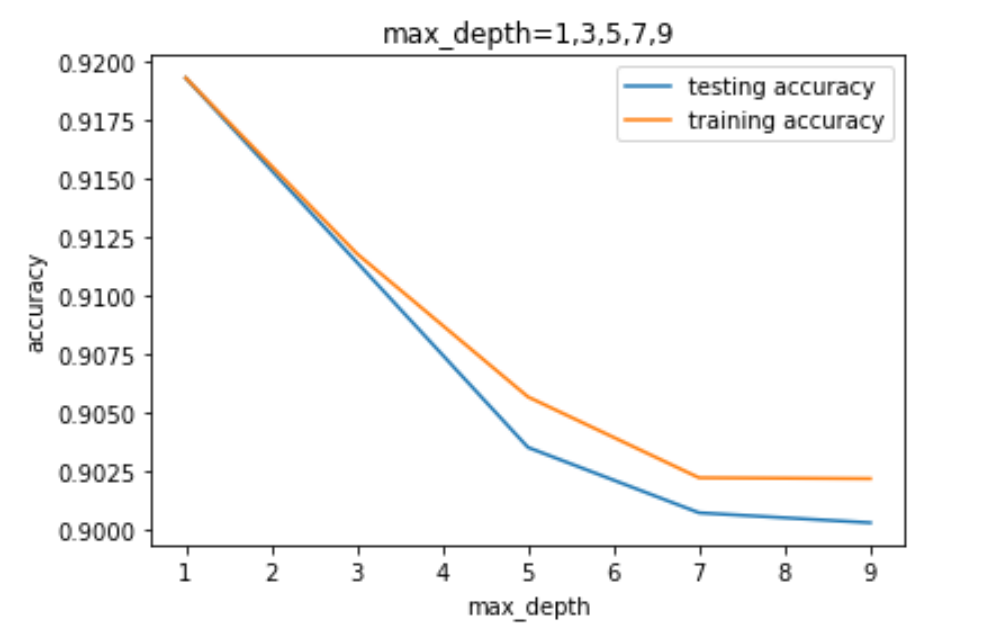 max_depth=1,3,5,7,9
0.9200
0.9175
0.9150
0.9125
0.9100
0.9075
0.9050
0.9025
0.9000
accuracy
testing accuracy
training accuracy
1 2 3 4 5 6 7 8 9
max_depth